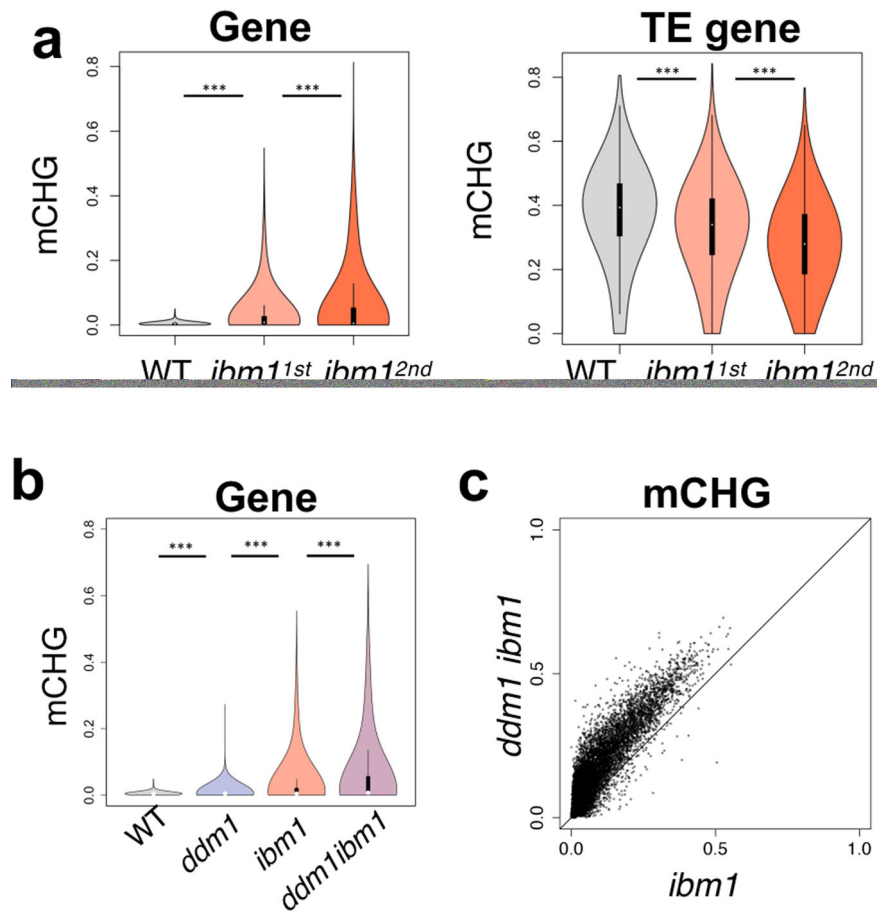 a
Gene
TE gene
mCHG
0.0 0.2 0.4 0.6 0.8
*** ***
WT ibm1 1st ibm1 2nd
mCHG
0.0 0.2 0.4 0.6 0.8
*** ***
WT ibm1 1st ibm1 2nd
b
Gene
mCHG
0.0 0.2 0.4 0.6 0.8
*** *** ***
WT ddm1 ibm1 ddm1ibm1
c
mCHG
ddm1 ibm1
0.0 0.5 1.0
0.0 0.5 1.0
ibm1